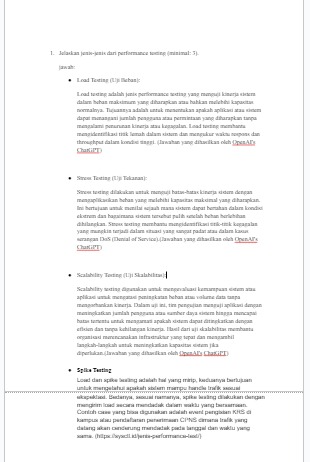 1. Jelaskan jenis-jenis dari performance testing (minimal: 7).
jawab:
● Load Testing (Uji Beban):
Load testing adalah jenis performance testing yang menguji kinerja sistem
dalam beban maksimum yang diharapkan atau bahkan melebihi kapasitas
normalnya. Tujuannya adalah untuk menentukan apakah aplikasi atau sistem
dapat menangani jumlah pengguna atau permintaan yang diharapkan tanpa
mengalami penurunan kinerja atau kegagalan. Load testing membantu
mengidentifikasi titik lemah dalam sistem dan mengukur waktu respons dan
throughput dalam kondisi tinggi. (Jawaban yang dihasilkan oleh OpenAI's
ChatGPT)
● Stress Testing (Uji Tekanan):
Stress testing dilakukan untuk menguji batas-batas kinerja sistem dengan
mengaplikasikan beban yang melebihi kapasitas maksimal yang diharapkan.
Ini bertujuan untuk menilai sejauh mana sistem dapat bertahan dalam kondisi
ekstrem dan bagaimana sistem tersebut pulih setelah beban berlebihan
dihilangkan. Stress testing membantu mengidentifikasi titik-titik kegagalan
yang mungkin terjadi dalam situasi yang sangat padat atau dalam kasus
serangan DoS (Denial of Service).(Jawaban yang dihasilkan oleh OpenAI's
ChatGPT)
● Scalability Testing (Uji Skalabilitas):
Scalability testing digunakan untuk mengevaluasi kemampuan sistem atau
aplikasi untuk mengatasi peningkatan beban atau volume data tanpa
mengorbankan kinerja. Dalam uji ini, tim pengujian menguji aplikasi dengan
meningkatkan jumlah pengguna atau sumber daya sistem hingga mencapai
batas tertentu untuk mengamati apakah sistem dapat ditingkatkan dengan
efisien dan tanpa kehilangan kinerja. Hasil dari uji skalabilitas membantu
organisasi merencanakan infrastruktur yang tepat dan mengambil
langkah-langkah untuk meningkatkan kapasitas sistem jika
diperlukan.(Jawaban yang dihasilkan oleh OpenAI's ChatGPT)
● Spike Testing
Load dan spike testing adalah hal yang mirip, keduanya bertujuan
untuk mengetahui apakah sistem mampu handle trafik sesuai
ekspektasi. Bedanya, sesuai namanya, spike testing dilakukan dengan
mengirim load secara mendadak dalam waktu yang bersamaan.
Contoh case yang bisa digunakan adalah event pengisian KRS di
kampus atau pendaftaran penerimaan CPNS dimana trafik yang
datang akan cenderung mendadak pada tanggal dan waktu yang
sama. (https://sysctl.id/jenis-performance-test/)